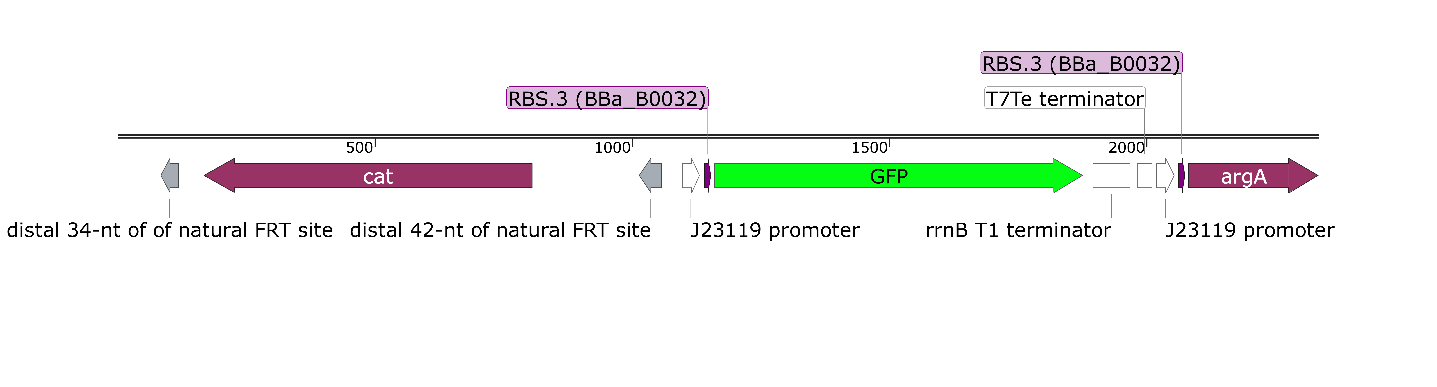 RBS.3 (BBa_B0032)
T7Te terminator
RBS.3 (BBa_B0032)
500
1000
1500
2000
cat
GFP
argA
distal 34-nt of of natural FRT site
distal 42-nt of natural FRT site
J23119 promoter
rrnB T1 terminator
J23119 promoter